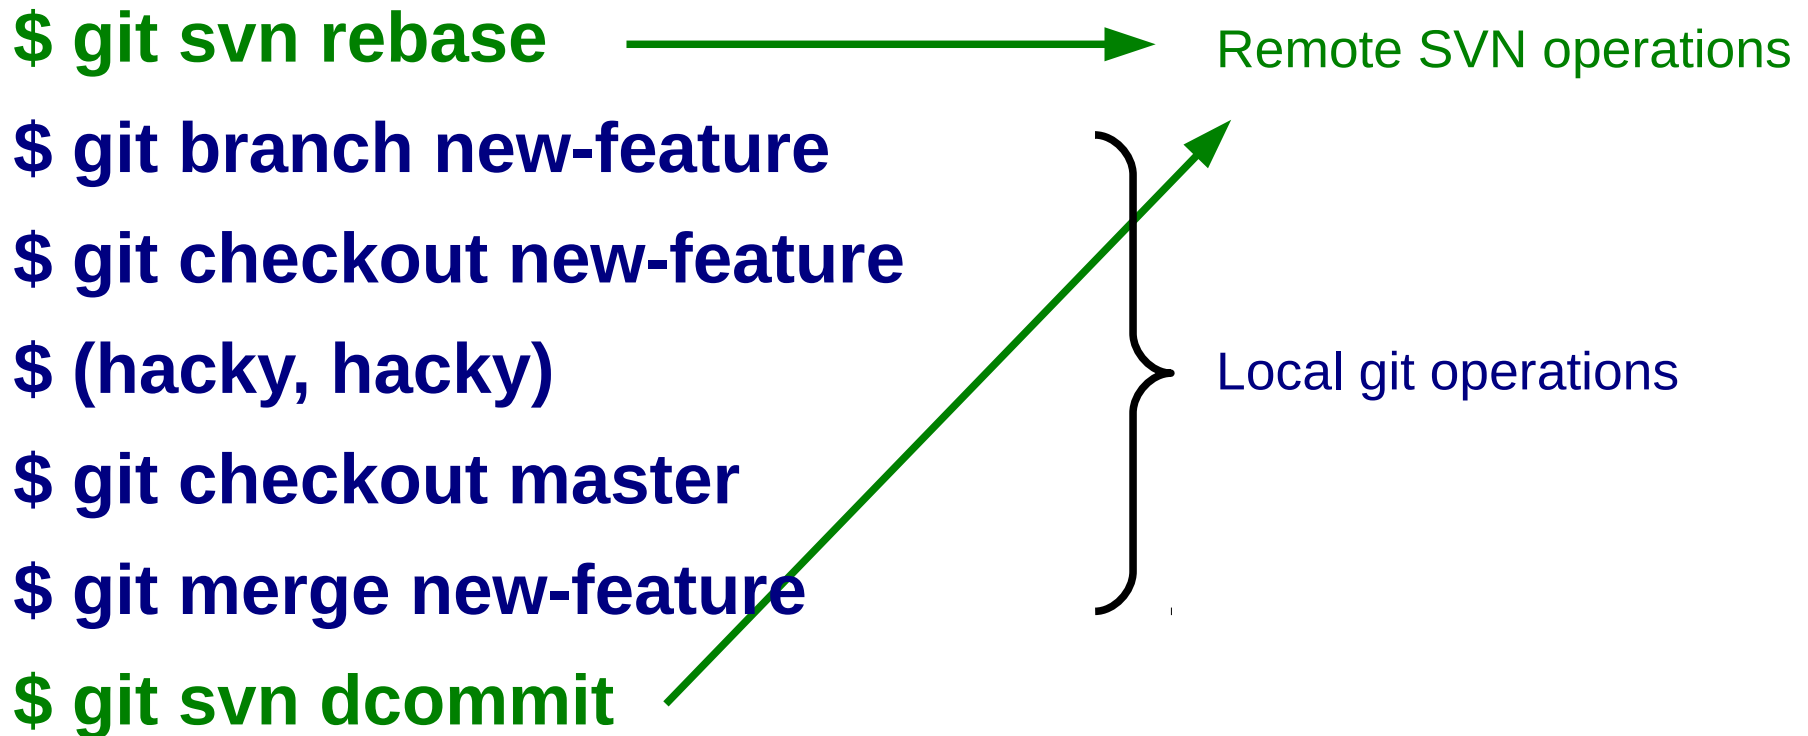 $ git svn rebase
Remote SVN operations
$ git branch new-feature
$ git checkout new-feature
$ (hacky, hacky)
Local git operations
$ git checkout master
$ git merge new-feature
$ git svn dcommit